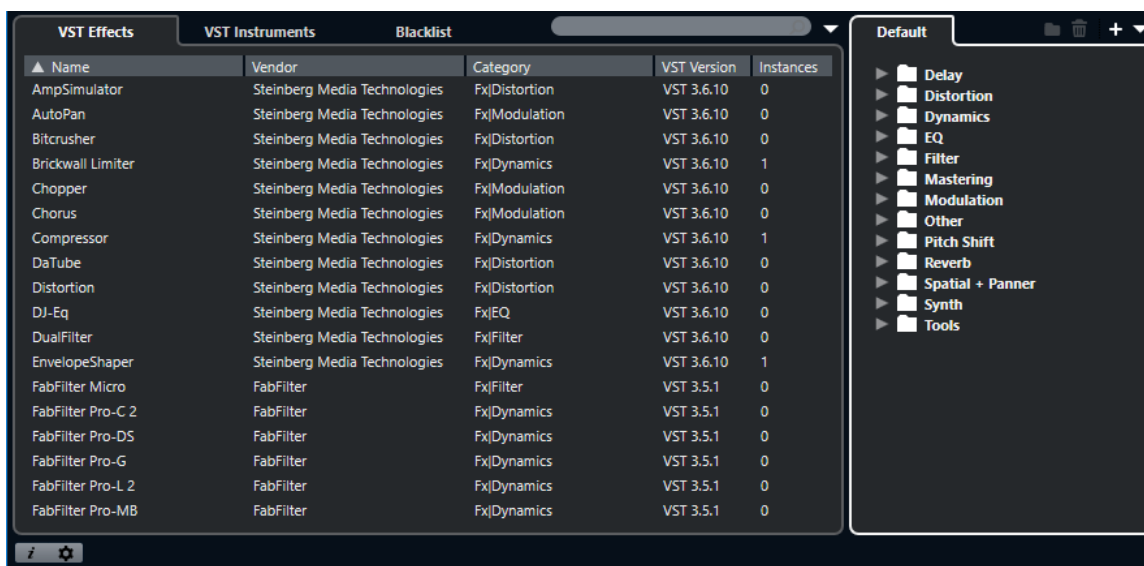 VST Effects VST Instruments Blacklist
Name Vendor Category VST Version Instances
AmpSimulator Steinberg Media Technologies Fx|Distortion VST 3.6.10 0
AutoPan Steinberg Media Technologies Fx|Modulation VST 3.6.10 0
Bitcrusher Steinberg Media Technologies Fx|Distortion VST 3.6.10 0
Brickwall Limiter Steinberg Media Technologies Fx|Dynamics VST 3.6.10 1
Chopper Steinberg Media Technologies Fx|Modulation VST 3.6.10 0
Chorus Steinberg Media Technologies Fx|Modulation VST 3.6.10 0
Compressor Steinberg Media Technologies Fx|Dynamics VST 3.6.10 1
DaTube Steinberg Media Technologies Fx|Distortion VST 3.6.10 0
Distortion Steinberg Media Technologies Fx|Distortion VST 3.6.10 0
DJ-Eq Steinberg Media Technologies Fx|EQ VST 3.6.10 0
DualFilter Steinberg Media Technologies Fx|Filter VST 3.6.10 0
EnvelopeShaper Steinberg Media Technologies Fx|Dynamics VST 3.6.10 1
FabFilter Micro FabFilter Fx|Filter VST 3.5.1 0
FabFilter Pro-C 2 FabFilter Fx|Dynamics VST 3.5.1 0
FabFilter Pro-DS FabFilter Fx|Dynamics VST 3.5.1 0
FabFilter Pro-G FabFilter Fx|Dynamics VST 3.5.1 0
FabFilter Pro-L 2 FabFilter Fx|Dynamics VST 3.5.1 0
FabFilter Pro-MB FabFilter Fx|Dynamics VST 3.5.1 0
Default
Delay
Distortion
Dynamics
EQ
Filter
Mastering
Modulation
Other
Pitch Shift
Reverb
Spatial + Panner
Synth
Tools